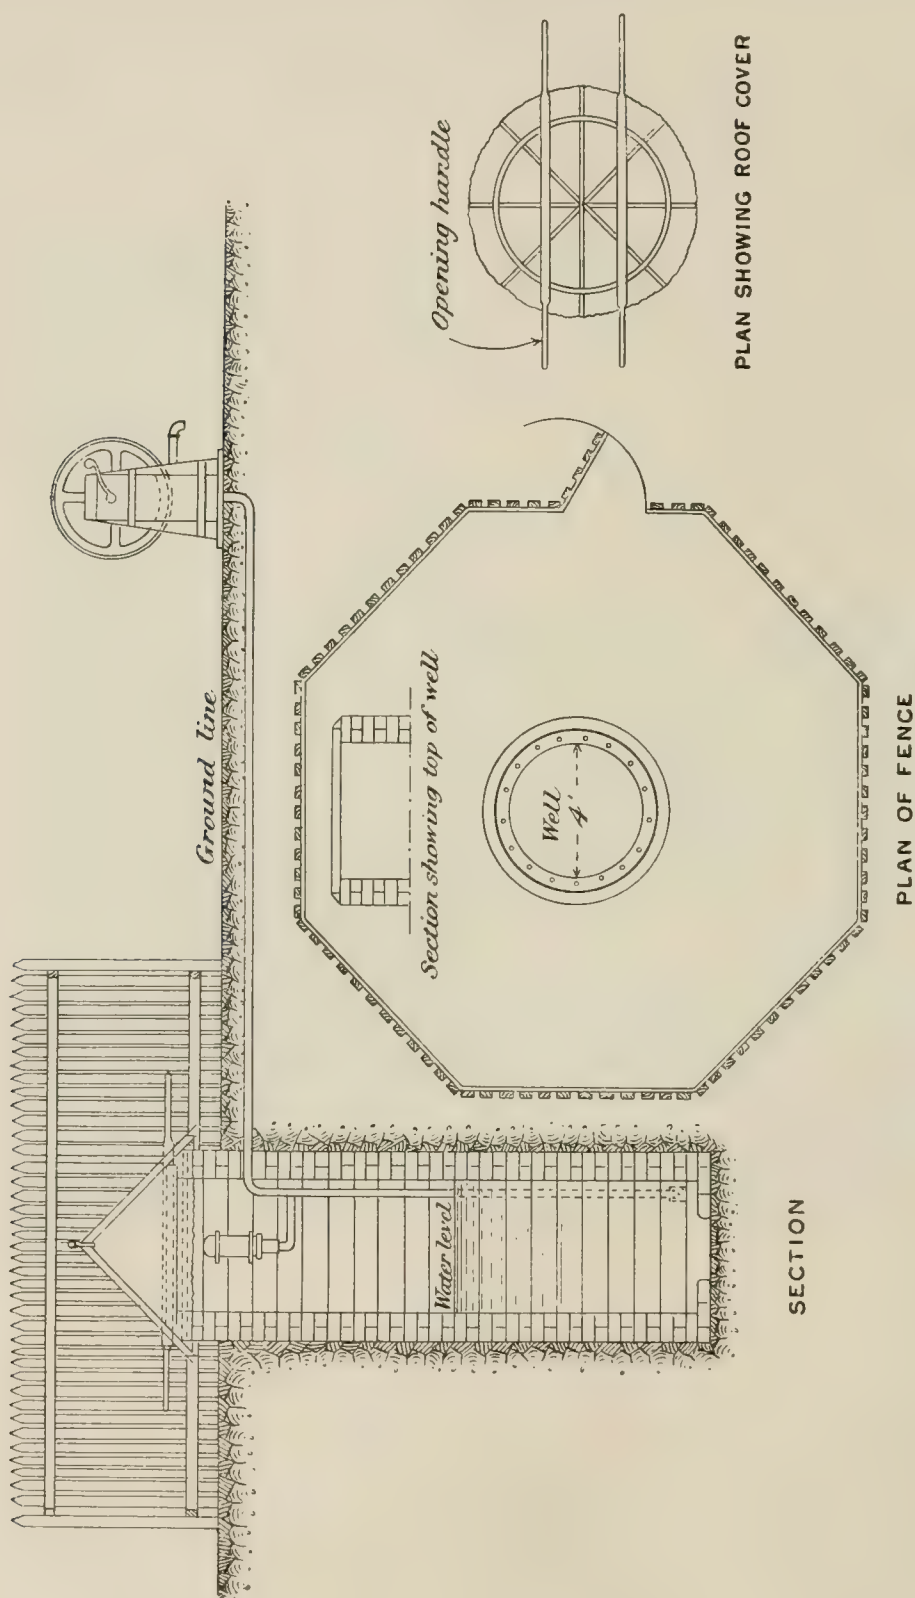 Ground line
Opening handle
Section showing top of well
Well
4'
Water level
SECTION
PLAN OF FENCE
PLAN SHOWING ROOF COVER